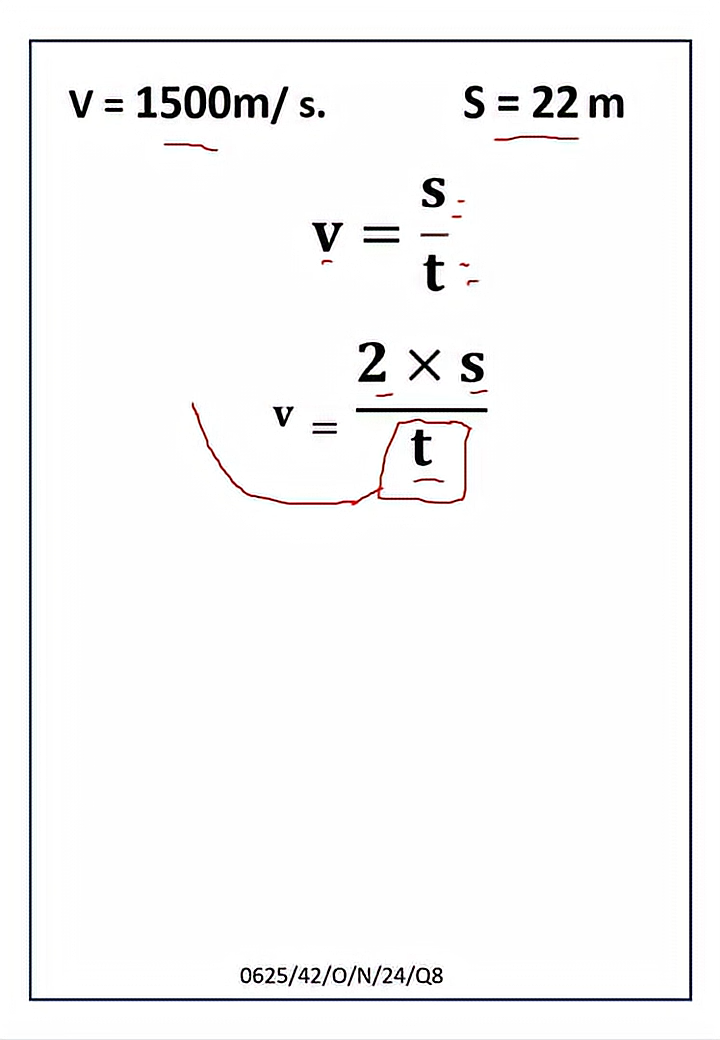 V = 1500m/ s. S = 22 m
v = s/t
v = 2 × s/t
0625/42/O/N/24/Q8